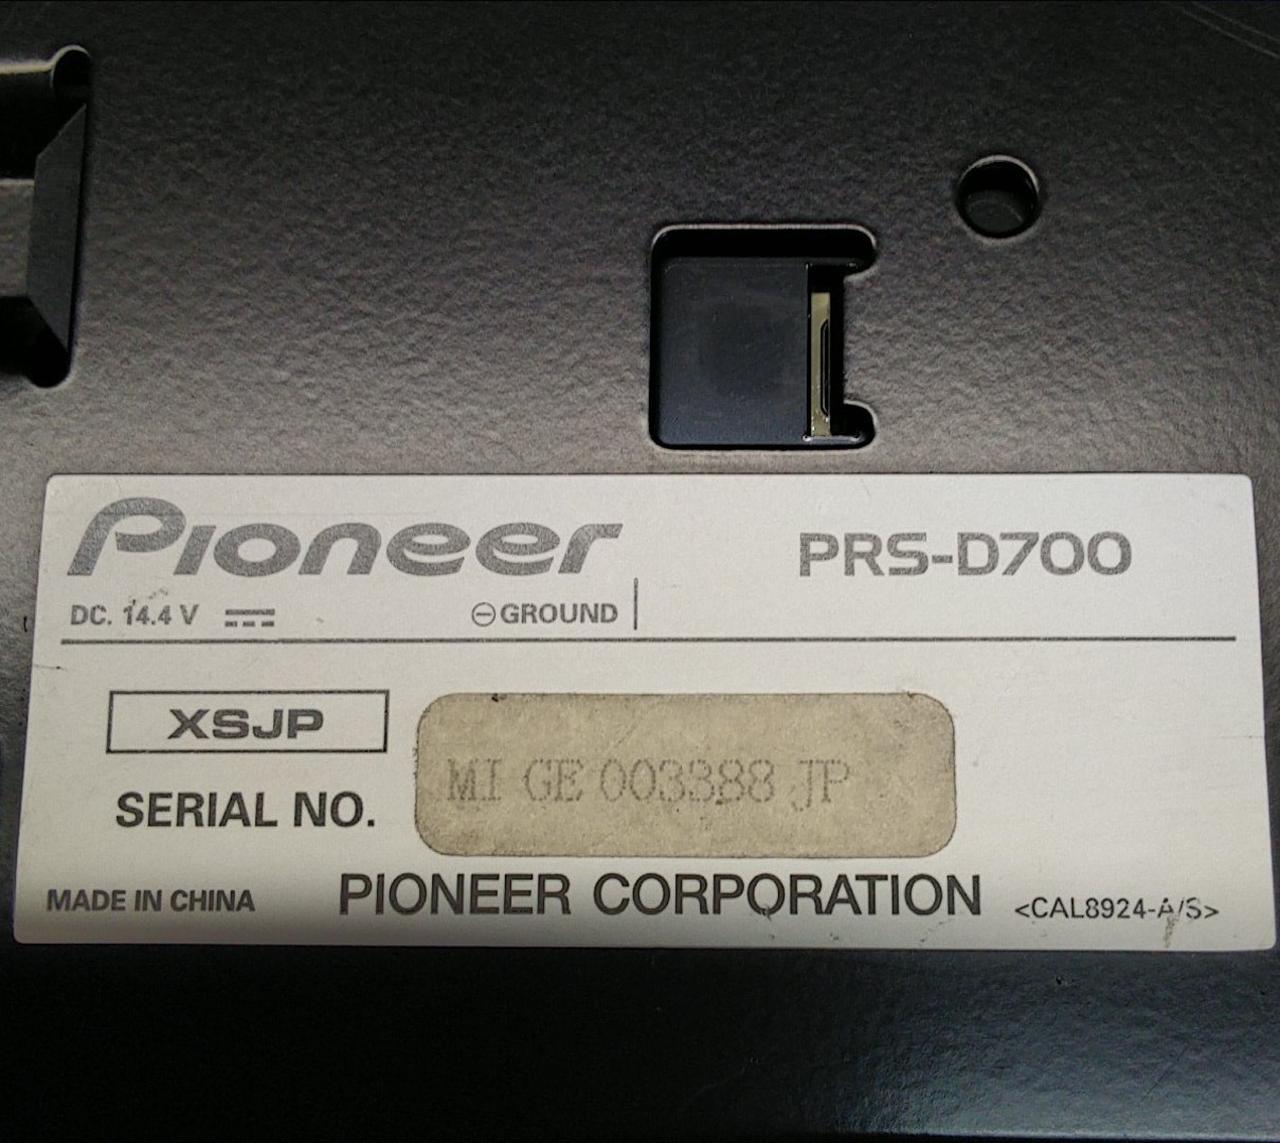 Pioneer PRS-D700
DC. 14.4 V ⎓ ⊖GROUND
XSJP
SERIAL NO. MI GE 003388 JP
MADE IN CHINA PIONEER CORPORATION <CAL8924-A/S>